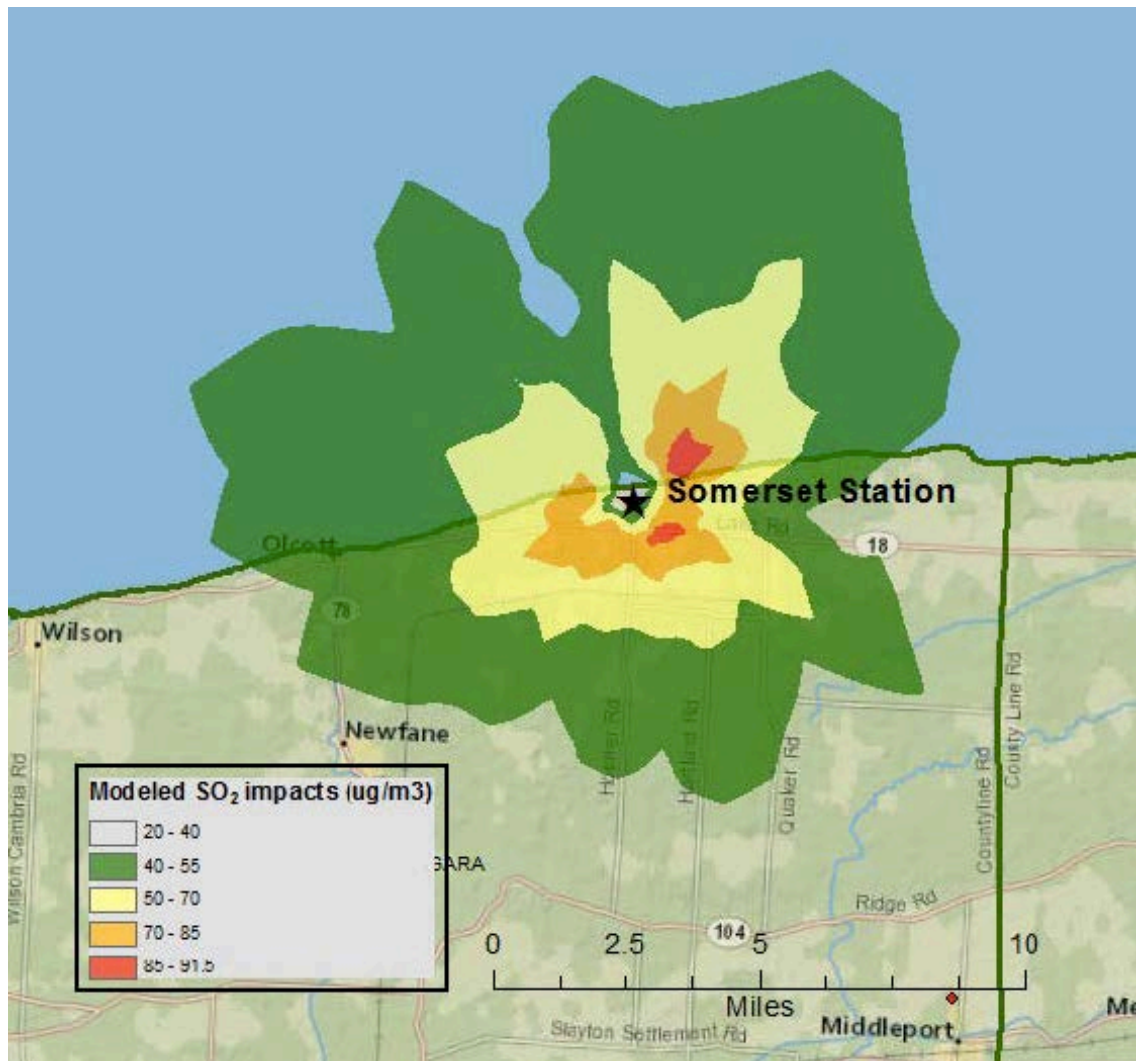 Somerset Station
Lake Rd
18
Olcott
78
Wilson
Newfane
Hartland Rd
Quaker Rd
County Line Rd
Countyline Rd
Wilson Cambria Rd
Modeled SO₂ impacts (ug/m3)
20 - 40
40 - 55
50 - 70
70 - 85
85 - 91.5
GARA
Ridge Rd
104
0 2.5 5 10
Miles
Slayton Settlement Rd
Middleport
Me